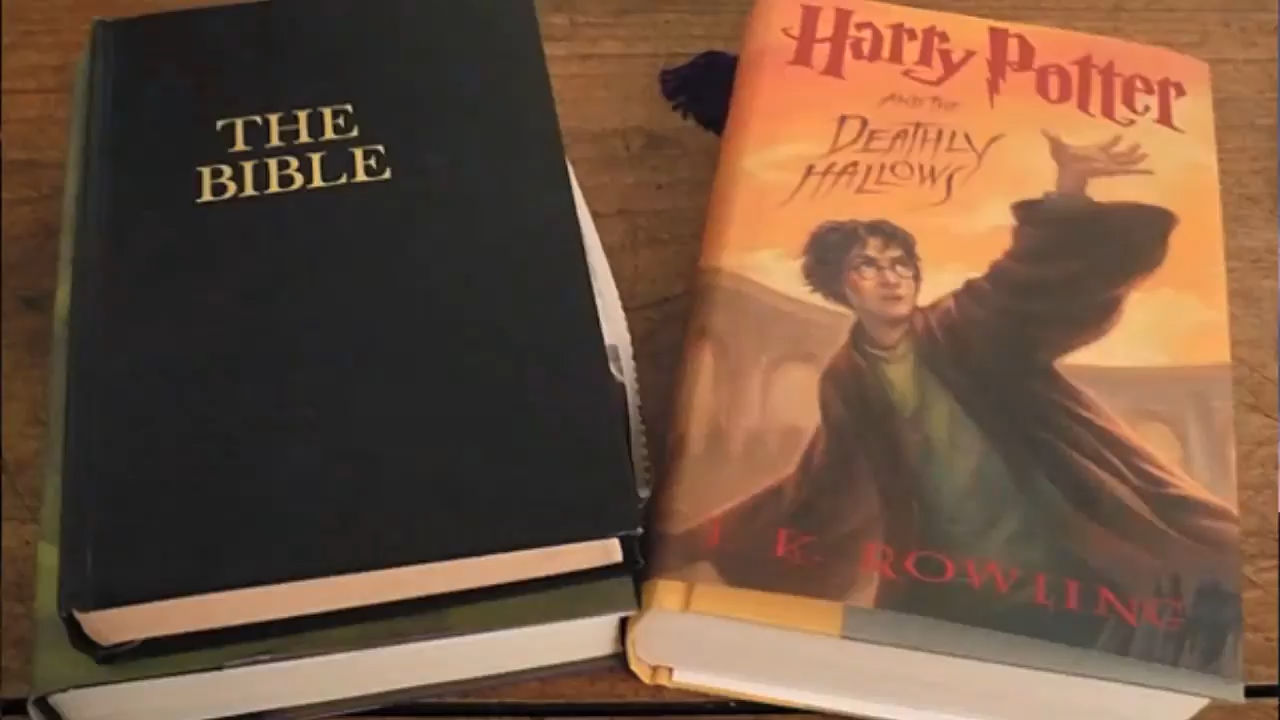 THE
BIBLE
Harry Potter
AND THE
DEATHLY
HALLOWS
J. K. ROWLING